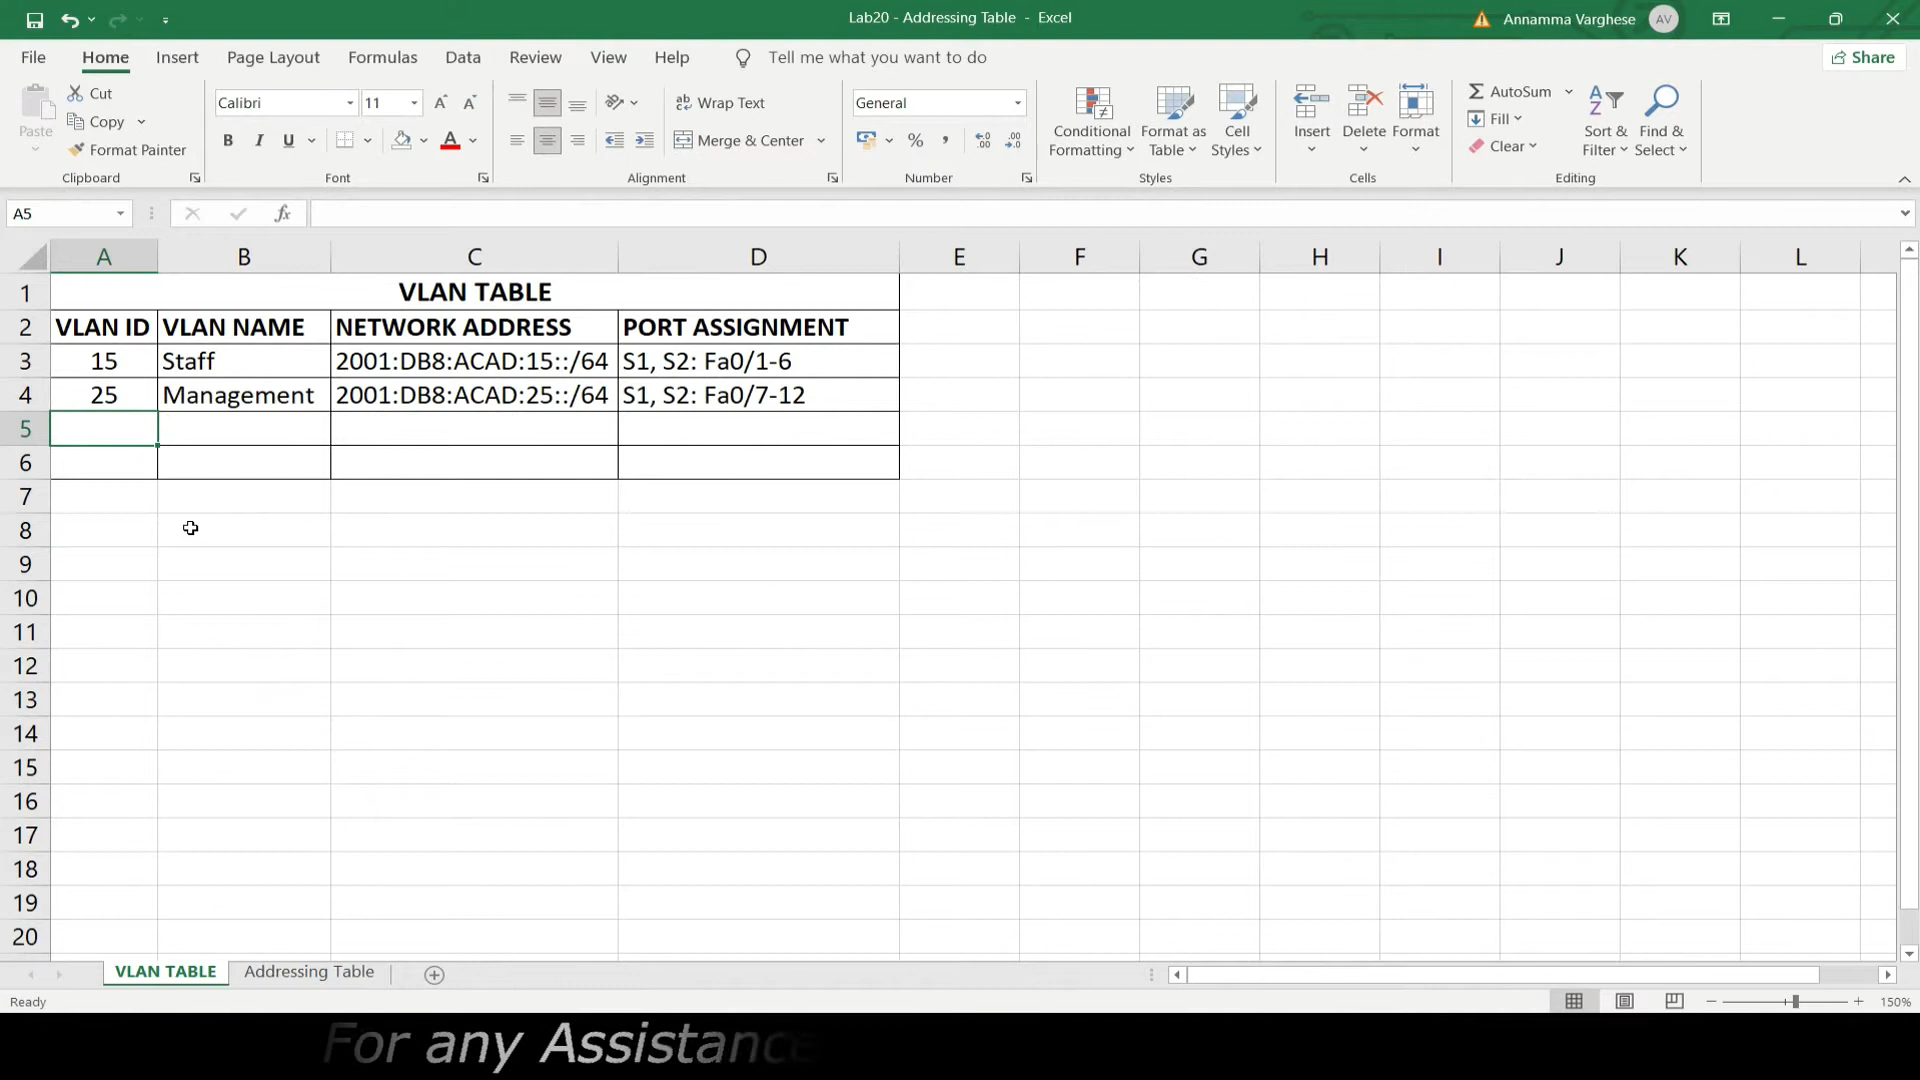 Lab20 - Addressing Table - Excel
Annamma Varghese AV
File Home Insert Page Layout Formulas Data Review View Help Tell me what you want to do Share
Paste Cut Copy Format Painter Clipboard
Calibri 11 B I U A Font
ab Wrap Text Merge & Center Alignment
General % , Number
Conditional Formatting Format as Table Cell Styles Styles
Insert Delete Format Cells
AutoSum Fill Clear Sort & Filter Find & Select Editing
A5 fx
A B C D E F G H I J K L
1 VLAN TABLE
2 VLAN ID VLAN NAME NETWORK ADDRESS PORT ASSIGNMENT
3 15 Staff 2001:DB8:ACAD:15::/64 S1, S2: Fa0/1-6
4 25 Management 2001:DB8:ACAD:25::/64 S1, S2: Fa0/7-12
5
6
7
8
9
10
11
12
13
14
15
16
17
18
19
20
VLAN TABLE Addressing Table
Ready 150%
For any Assistance